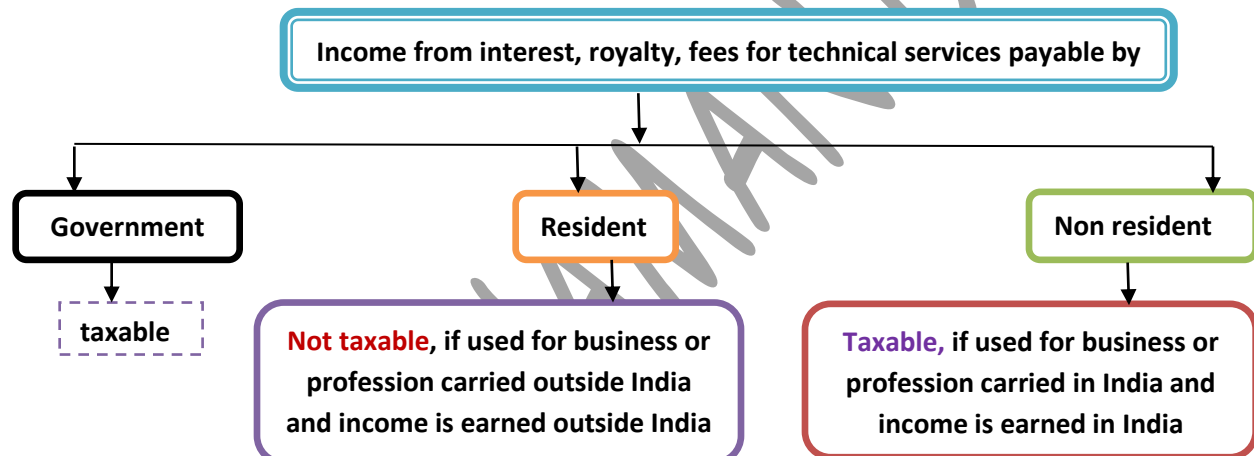 Income from interest, royalty, fees for technical services payable by
Government
Resident
Non resident
taxable
Not taxable, if used for business or
profession carried outside India
and income is earned outside India
Taxable, if used for business or
profession carried in India and
income is earned in India